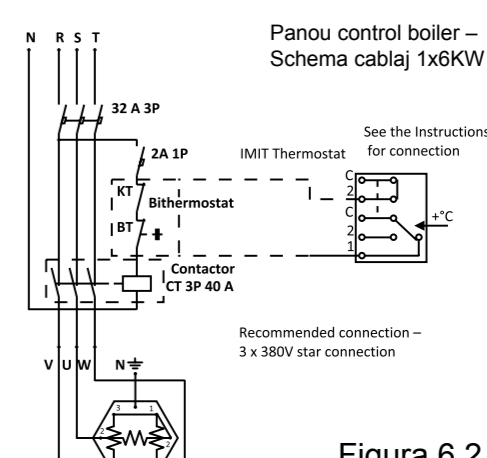 Panou control boiler –
Schema cablaj 1x6KW
N R S T
32 A 3P
2A 1P
IMIT Thermostat
See the Instructions
for connection
KT
Bithermostat
BT
C
2
C
2
1
+°C
Contactor
CT 3P 40 A
Recommended connection –
3 x 380V star connection
V U W N
3 1
2 2
Figura 6.2